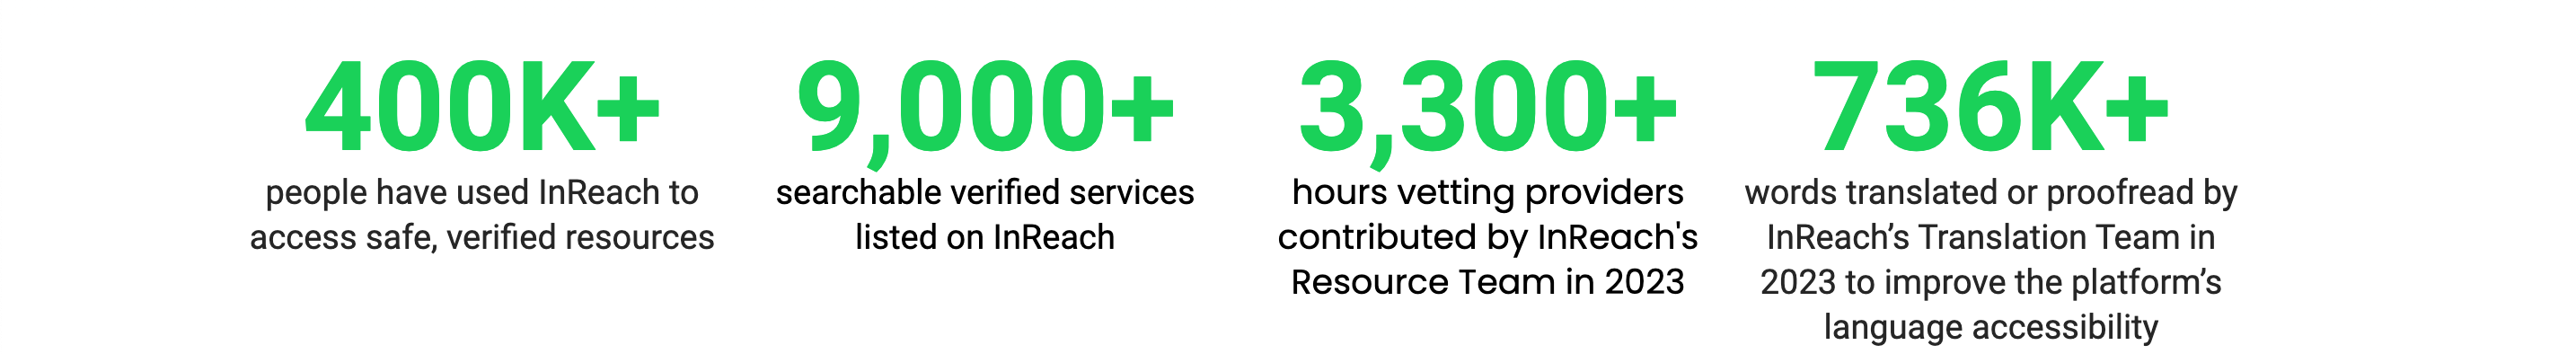 400K+
people have used InReach to
access safe, verified resources
9,000+
searchable verified services
listed on InReach
3,300+
hours vetting providers
contributed by InReach's
Resource Team in 2023
736K+
words translated or proofread by
InReach’s Translation Team in
2023 to improve the platform’s
language accessibility